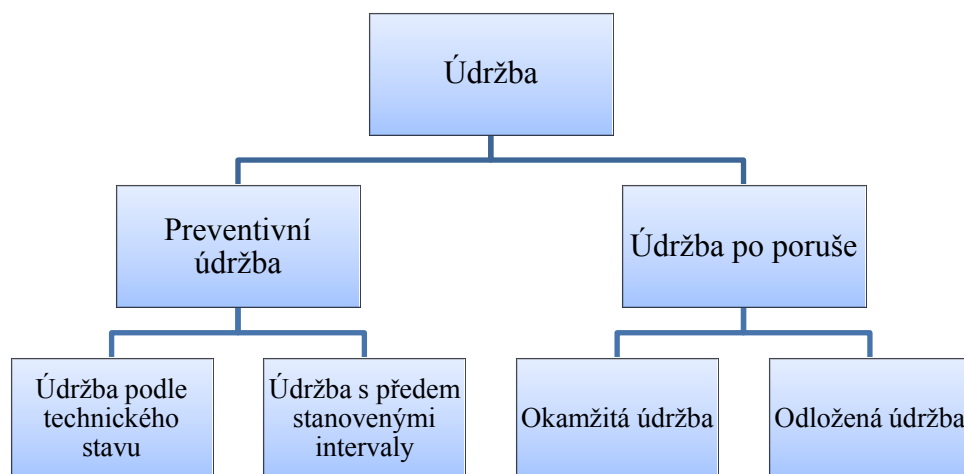 Údržba
Preventivní
údržba
Údržba po poruše
Údržba podle
technického
stavu
Údržba s předem
stanovenými
intervaly
Okamžitá údržba
Odložená údržba